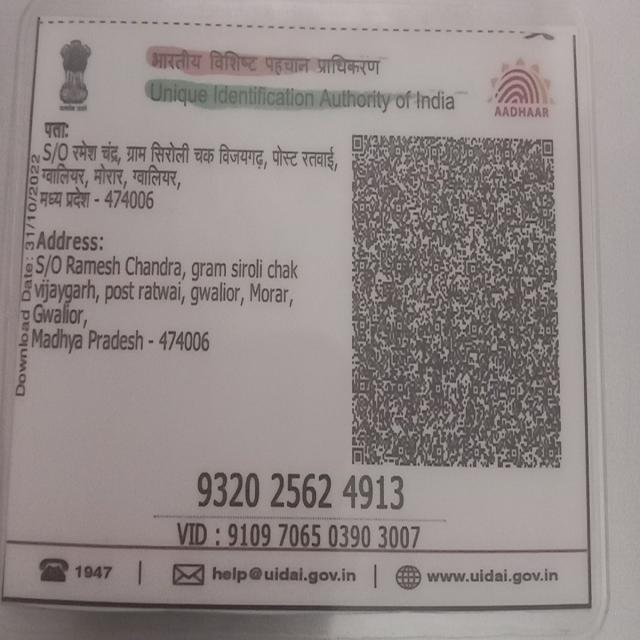 भारतीय विशिष्ट पहचान प्राधिकरण
Unique Identification Authority of India
AADHAAR
पता:
S/O रमेश चंद्र, ग्राम सिरोली चक विजयगढ़, पोस्ट रतवाई,
ग्वालियर, मोरार, ग्वालियर,
मध्य प्रदेश - 474006
Download Date: 31/10/2022
Address:
S/O Ramesh Chandra, gram siroli chak
vijaygarh, post ratwai, gwalior, Morar,
Gwalior,
Madhya Pradesh - 474006
9320 2562 4913
VID : 9109 7065 0390 3007
1947 | help@uidai.gov.in | www.uidai.gov.in